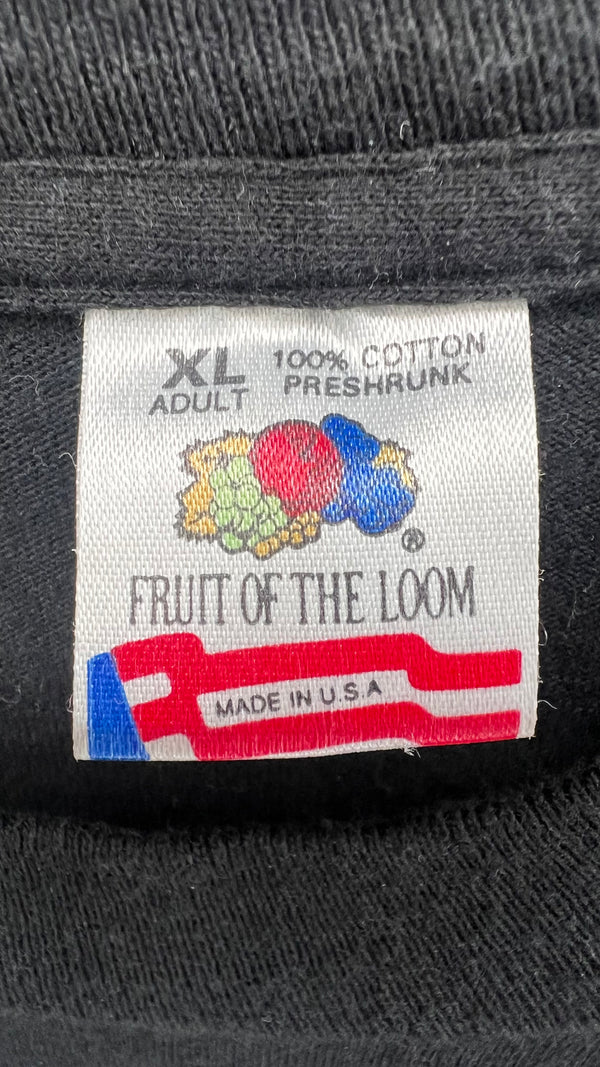 XL 100% COTTON
ADULT PRESHRUNK
®
FRUIT OF THE LOOM
MADE IN U.S.A